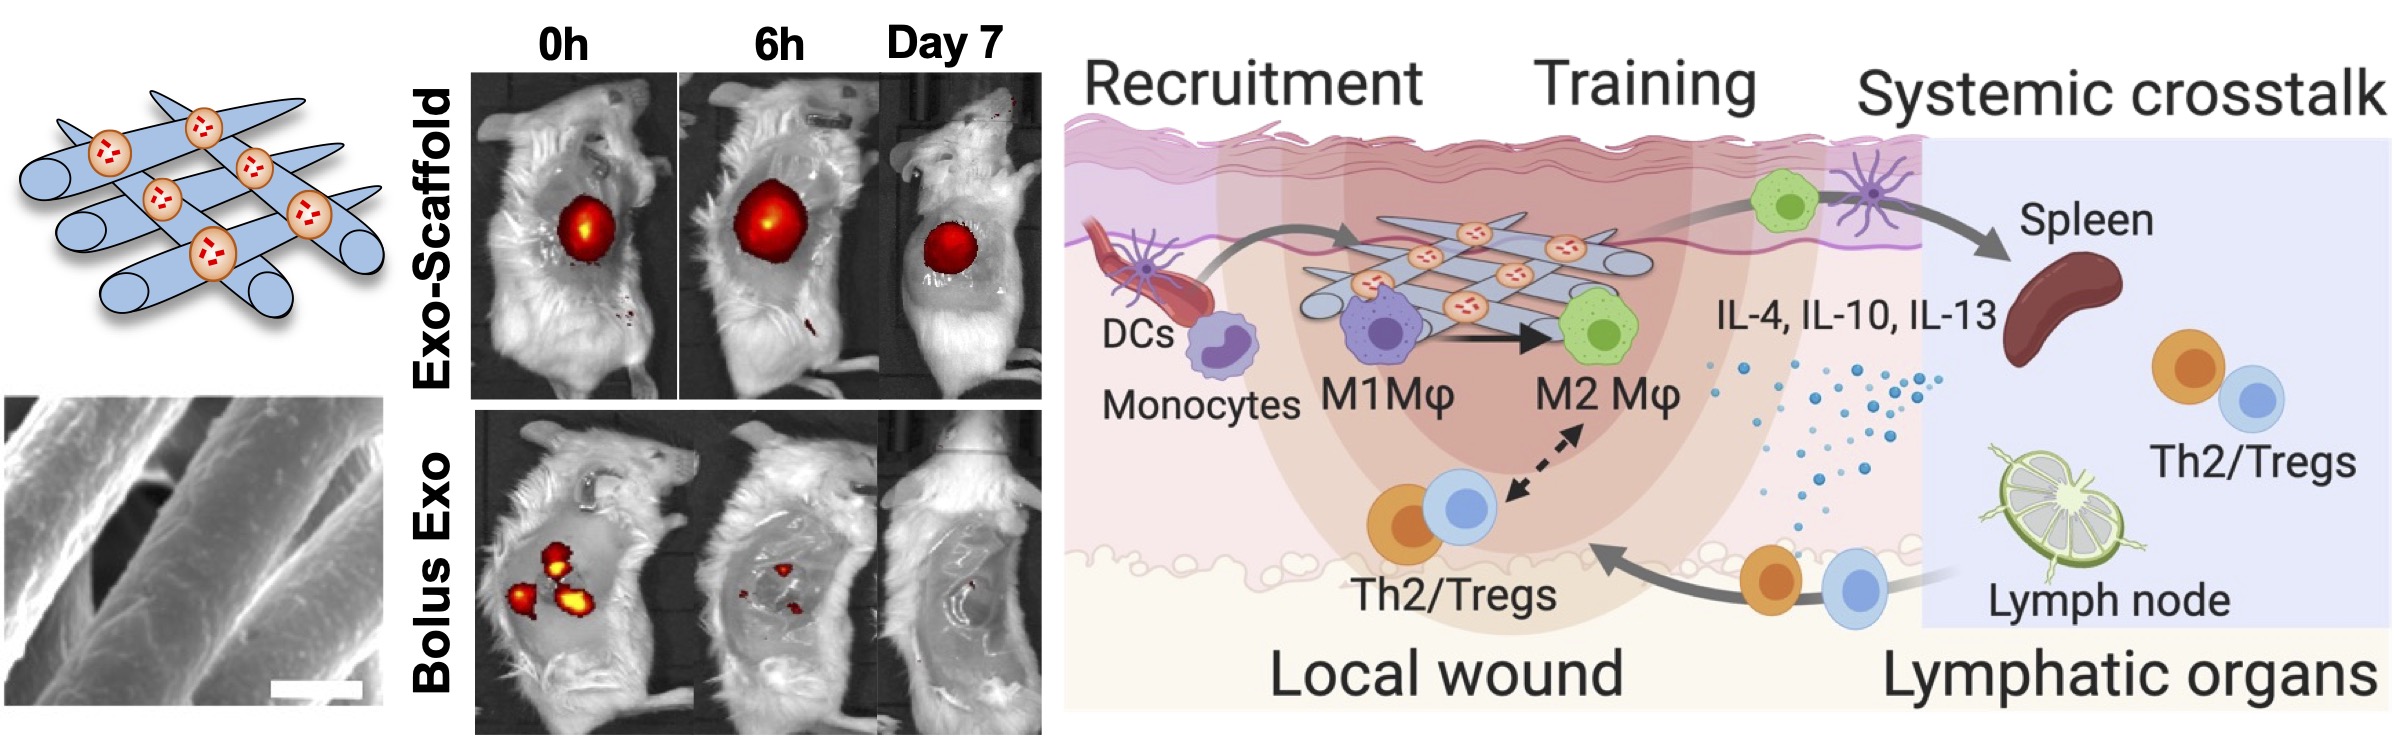 0h 6h Day 7
Exo-Scaffold
Bolus Exo
Recruitment Training Systemic crosstalk
Spleen
IL-4, IL-10, IL-13
DCs
Monocytes M1Mφ M2 Mφ
Th2/Tregs
Th2/Tregs
Lymph node
Local wound Lymphatic organs